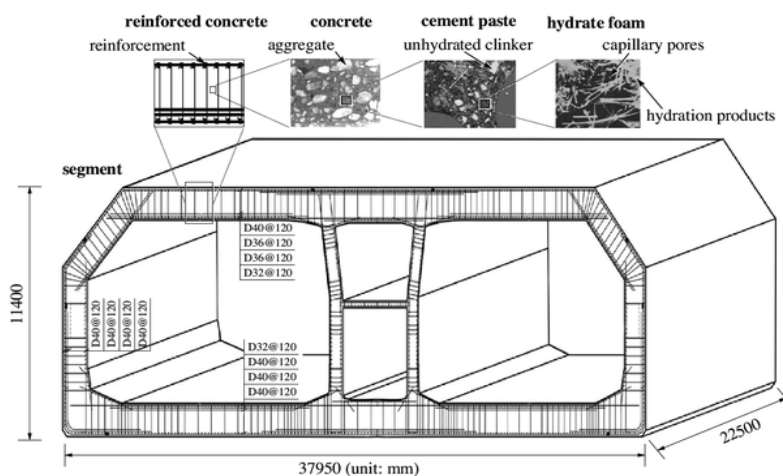 reinforced concrete
concrete
cement paste
hydrate foam
reinforcement
aggregate
unhydrated clinker
capillary pores
hydration products
segment
D40@120
D36@120
D36@120
D32@120
D40@120
D40@120
D40@120
D40@120
D32@120
D40@120
D40@120
D40@120
11400
37950 (unit: mm)
22500